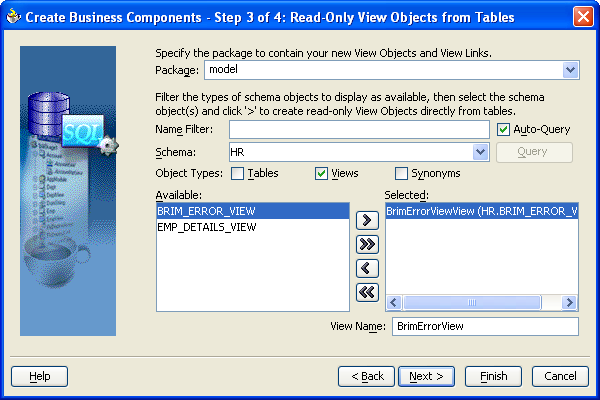 Create Business Components - Step 3 of 4: Read-Only View Objects from Tables
Specify the package to contain your new View Objects and View Links.
Package: model
Filter the types of schema objects to display as available, then select the schema
object(s) and click '>' to create read-only View Objects directly from tables.
Name Filter: Auto-Query
Schema: HR Query
Object Types: Tables Views Synonyms
Available: Selected:
BRIM_ERROR_VIEW BrimErrorViewView (HR.BRIM_ERROR_V
EMP_DETAILS_VIEW
View Name: BrimErrorView
Help < Back Next > Finish Cancel